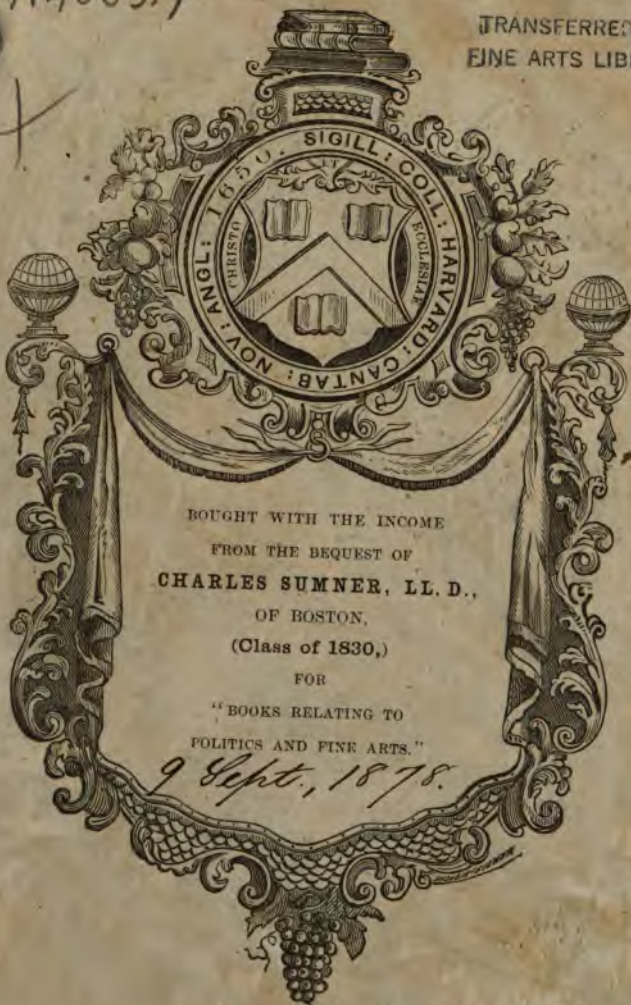 TRANSFERRED
FINE ARTS LIB
SIGILL: COLL: HARVARD: CANTAB: NOV: ANGL: 1650.
CHRISTO
ECCLESIAE
BOUGHT WITH THE INCOME
FROM THE BEQUEST OF
CHARLES SUMNER, LL. D.,
OF BOSTON,
(Class of 1830,)
FOR
"BOOKS RELATING TO
POLITICS AND FINE ARTS."
9 Sept., 1878.